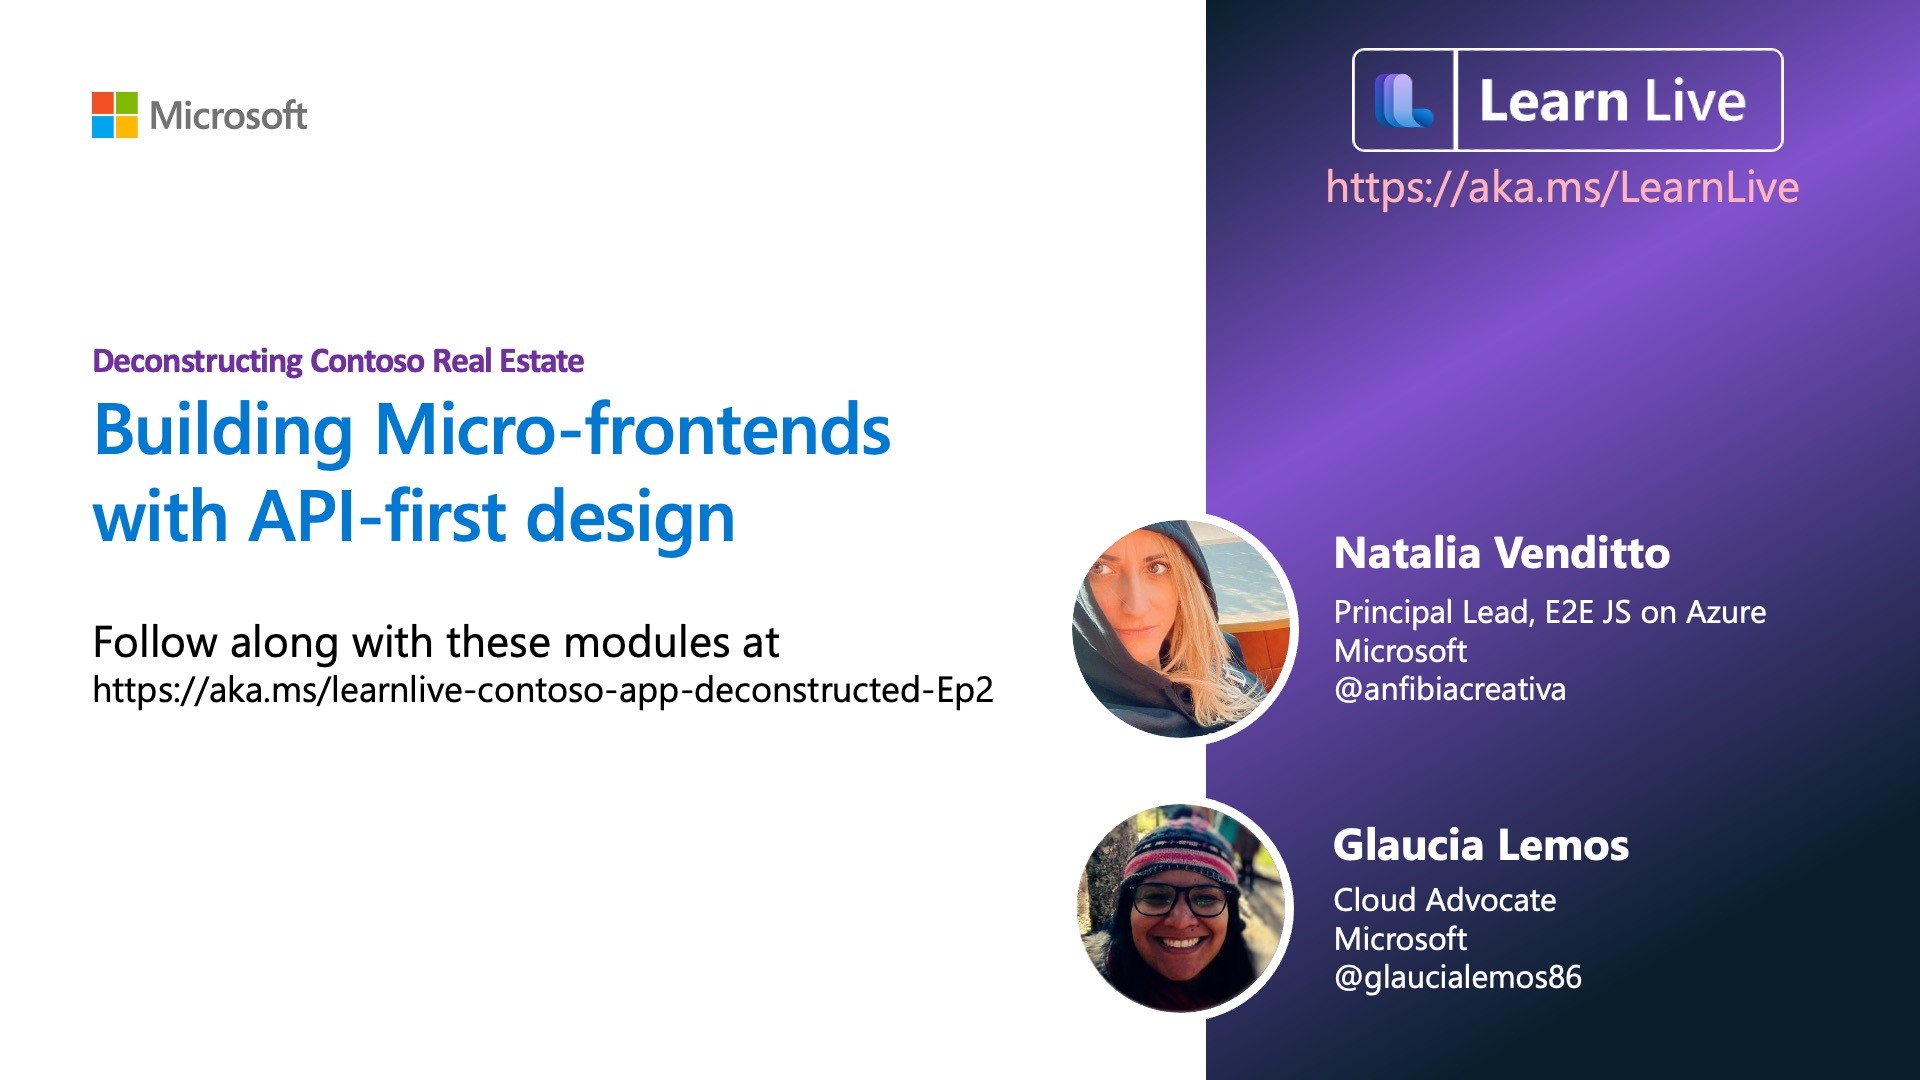 Microsoft
Learn Live
https://aka.ms/LearnLive
Deconstructing Contoso Real Estate
Building Micro-frontends
with API-first design
Follow along with these modules at
https://aka.ms/learnlive-contoso-app-deconstructed-Ep2
Natalia Venditto
Principal Lead, E2E JS on Azure
Microsoft
@anfibiacreativa
Glaucia Lemos
Cloud Advocate
Microsoft
@glaucialemos86